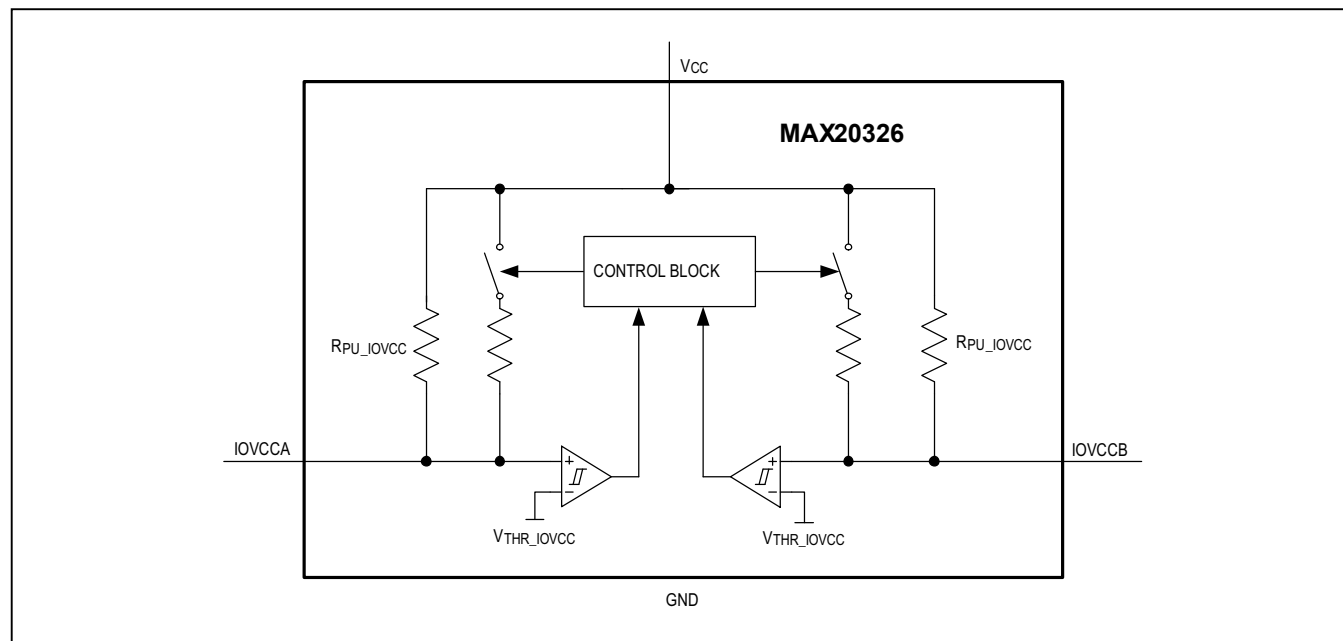 VCC
MAX20326
CONTROL BLOCK
RPU_IOVCC
RPU_IOVCC
IOVCCA
+
-
+
-
IOVCCB
VTHR_IOVCC
VTHR_IOVCC
GND